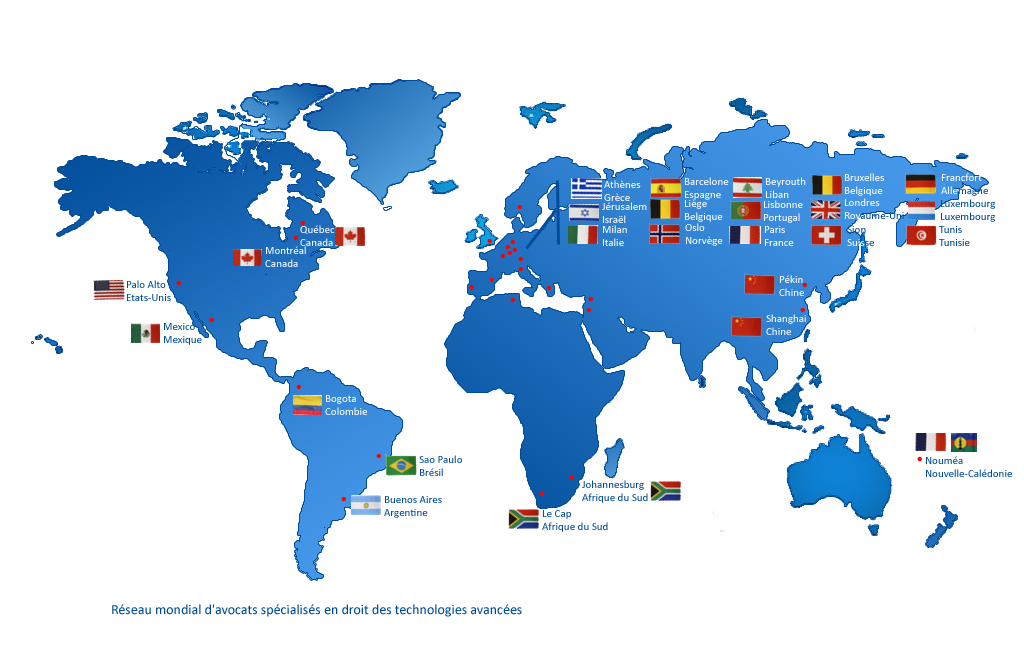 Athènes
Grèce
Barcelone
Espagne
Beyrouth
Liban
Bruxelles
Belgique
Francfort
Allemagne
Jérusalem
Israël
Liège
Belgique
Lisbonne
Portugal
Londres
Royaume-Uni
Luxembourg
Luxembourg
Milan
Italie
Oslo
Norvège
Paris
France
Suisse
Tunis
Tunisie
Québec
Canada
Montréal
Canada
Palo Alto
Etats-Unis
Mexico
Mexique
Pékin
Chine
Shanghai
Chine
Bogota
Colombie
Sao Paulo
Brésil
Buenos Aires
Argentine
Johannesburg
Afrique du Sud
Le Cap
Afrique du Sud
Nouméa
Nouvelle-Calédonie
Réseau mondial d'avocats spécialisés en droit des technologies avancées